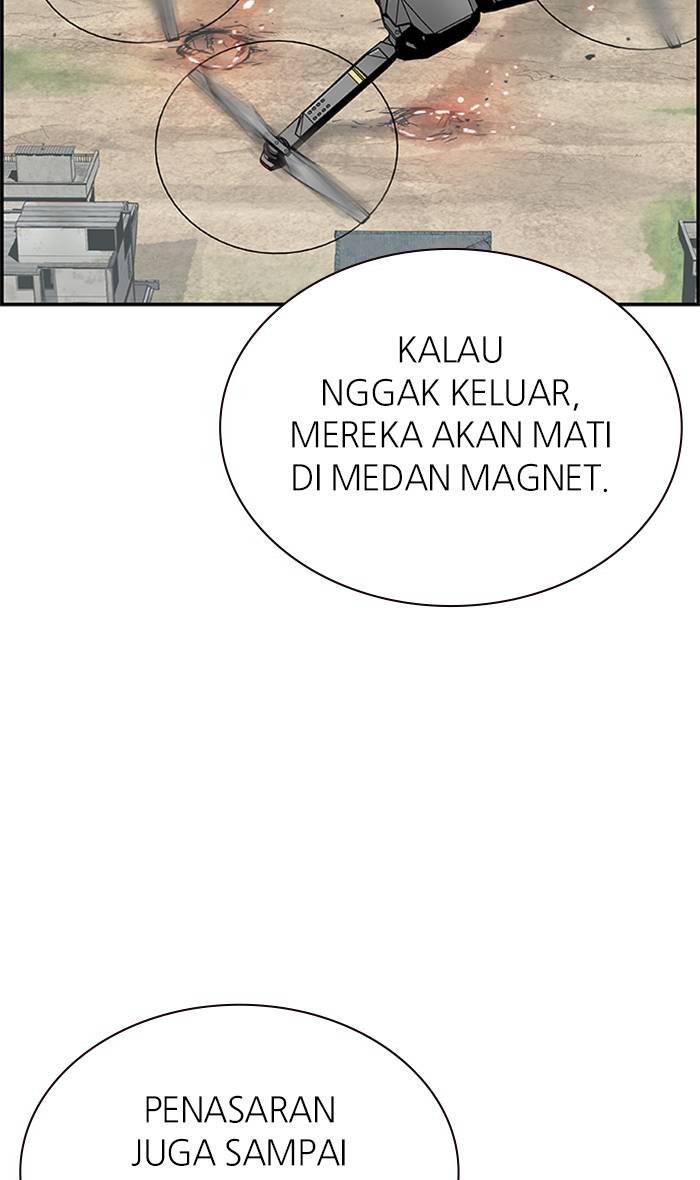 KALAU
NGGAK KELUAR,
MEREKA AKAN MATI
DI MEDAN MAGNET.
PENASARAN
JUGA SAMPAI